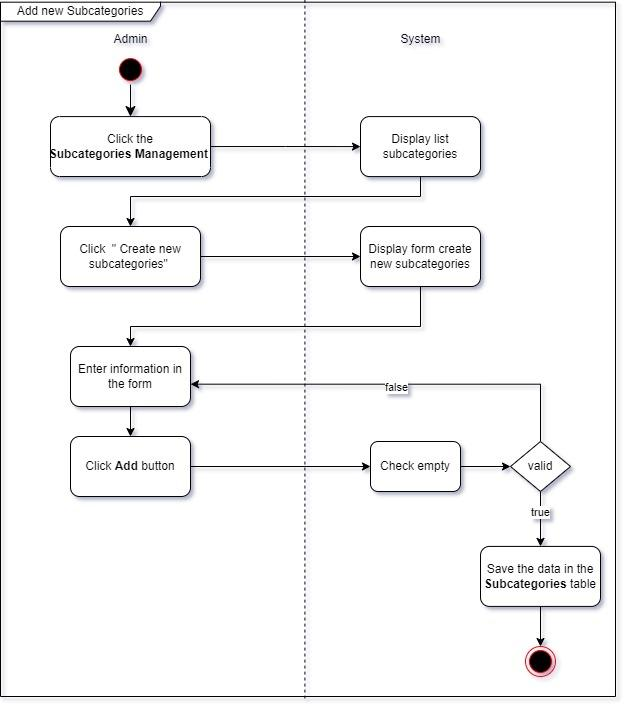 Add new Subcategories
Admin
System
Click the
Subcategories Management
Display list
subcategories
Click " Create new
subcategories"
Display form create
new subcategories
Enter information in
the form
false
Click Add button
Check empty
valid
true
Save the data in the
Subcategories table